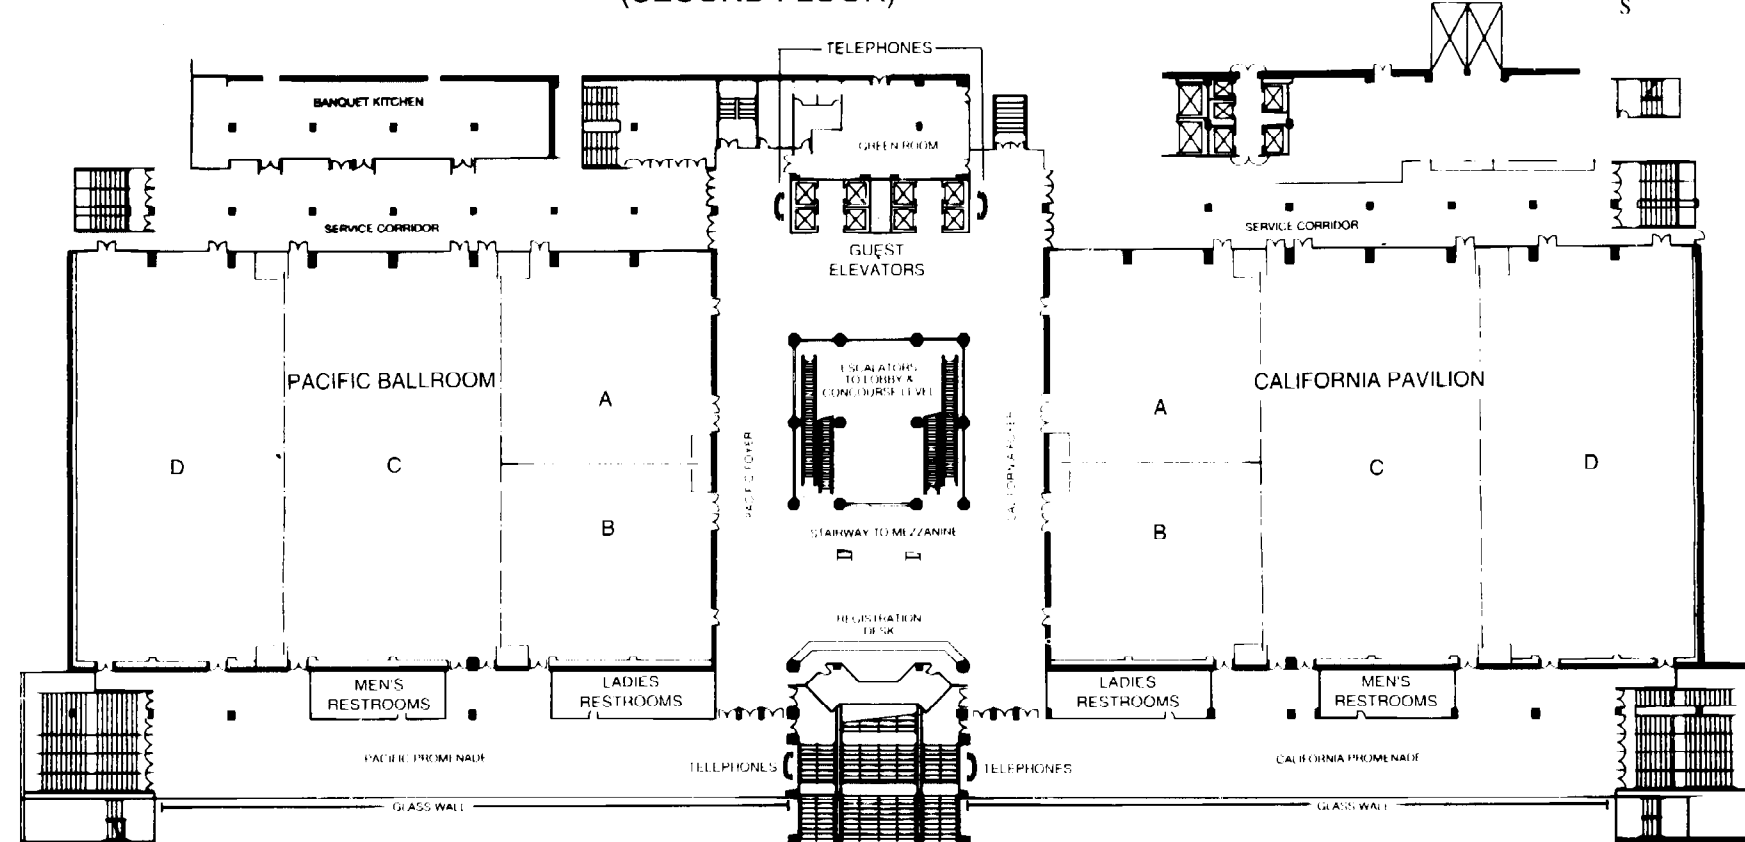 (SECOND FLOOR)
S
TELEPHONES
BANQUET KITCHEN
GREEN ROOM
SERVICE CORRIDOR
SERVICE CORRIDOR
GUEST
ELEVATORS
ESCALATORS
TO LOBBY &
CONCOURSE LEVEL
PACIFIC BALLROOM
CALIFORNIA PAVILION
A
A
PACIFIC FOYER
CALIFORNIA FOYER
D
C
C
D
B
B
STAIRWAY TO MEZZANINE
REGISTRATION
DESK
MEN'S
RESTROOMS
LADIES
RESTROOMS
LADIES
RESTROOMS
MEN'S
RESTROOMS
PACIFIC PROMENADE
CALIFORNIA PROMENADE
TELEPHONES
TELEPHONES
GLASS WALL
GLASS WALL